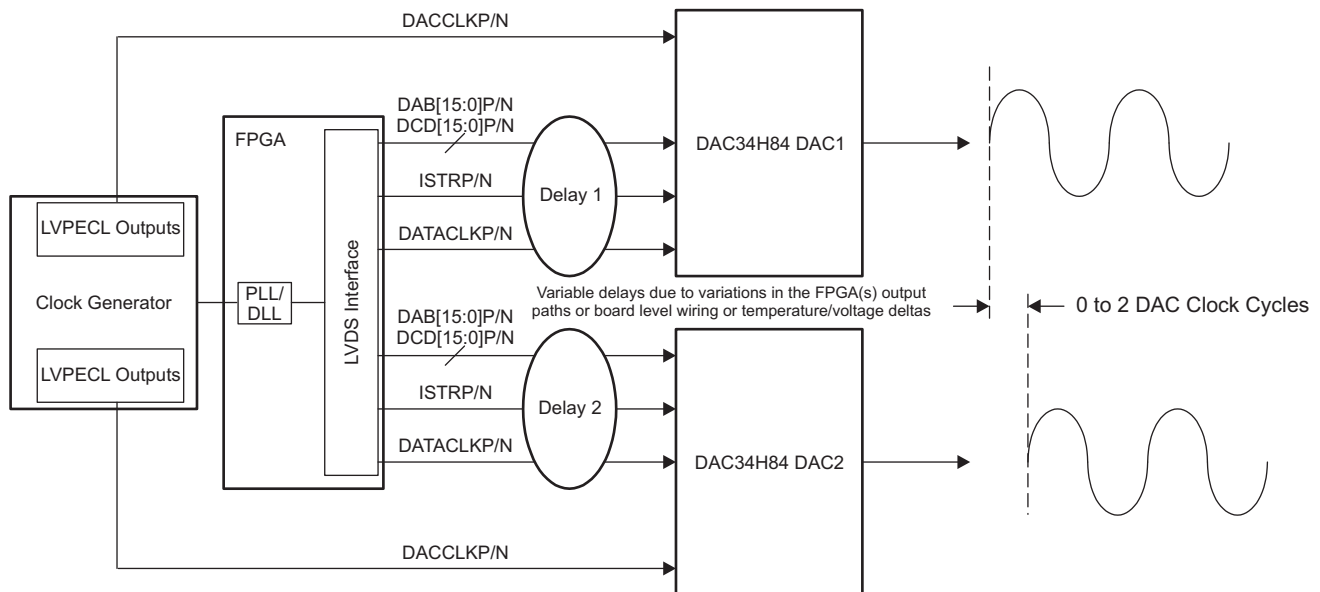 DACCLKP/N
FPGA
DAB[15:0]P/N
DCD[15:0]P/N
ISTRP/N
DATACLKP/N
Delay 1
DAC34H84 DAC1
LVPECL Outputs
Clock Generator
LVPECL Outputs
PLL/
DLL
LVDS Interface
Variable delays due to variations in the FPGA(s) output
paths or board level wiring or temperature/voltage deltas
0 to 2 DAC Clock Cycles
DAB[15:0]P/N
DCD[15:0]P/N
ISTRP/N
DATACLKP/N
Delay 2
DAC34H84 DAC2
DACCLKP/N